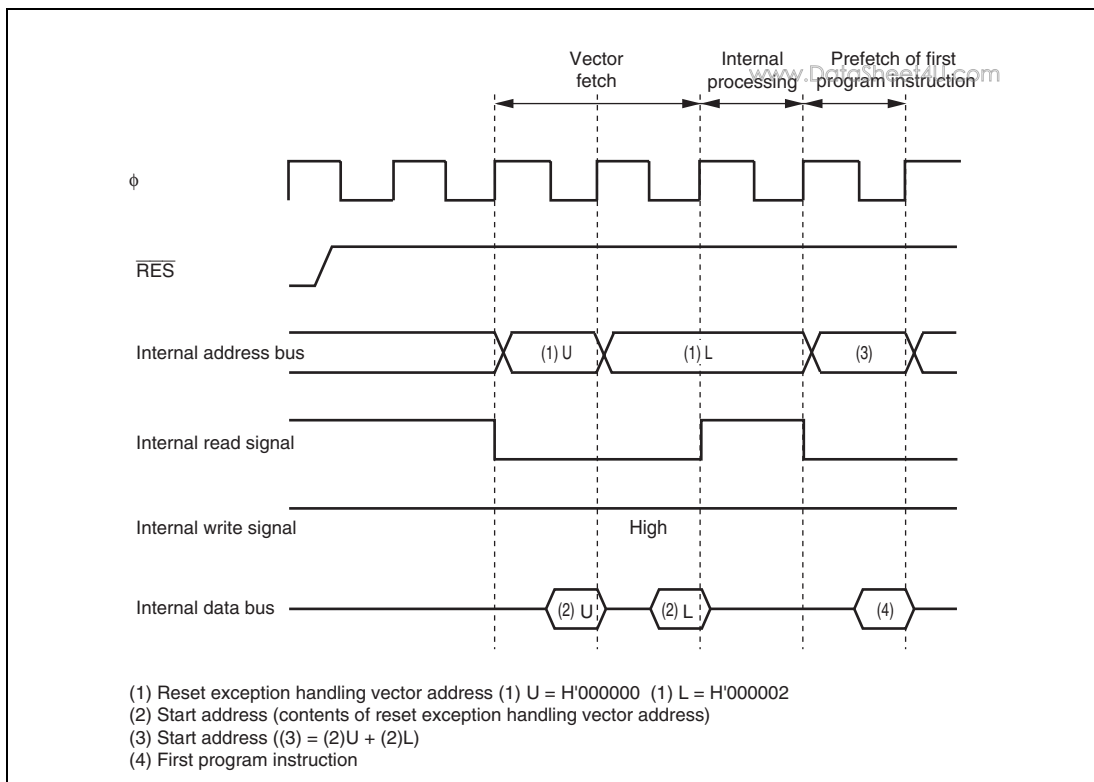 Vector fetch
Internal processing
Prefetch of first program instruction
www.DataSheet4U.com
φ
RES
Internal address bus
(1) U
(1) L
(3)
Internal read signal
Internal write signal
High
Internal data bus
(2) U
(2) L
(4)
(1) Reset exception handling vector address (1) U = H'000000 (1) L = H'000002
(2) Start address (contents of reset exception handling vector address)
(3) Start address ((3) = (2)U + (2)L)
(4) First program instruction